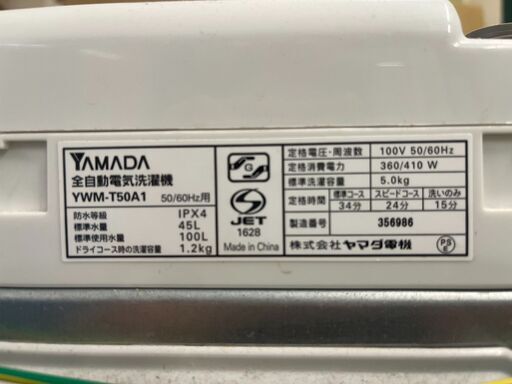 YAMADA
全自動電気洗濯機
YWM-T50A1 50/60Hz用
防水等級 IPX4
標準水量 45L
標準使用水量 100L
ドライコース時の洗濯容量 1.2kg
G
S
JET
1628
Made in China
定格電圧・周波数 100V 50/60Hz
定格消費電力 360/410 W
定格洗濯・脱水容量 5.0kg
定格時間 標準コース スピードコース 洗いのみ
34分 24分 15分
製造番号 356986
株式会社 ヤマダ電機
PS
E